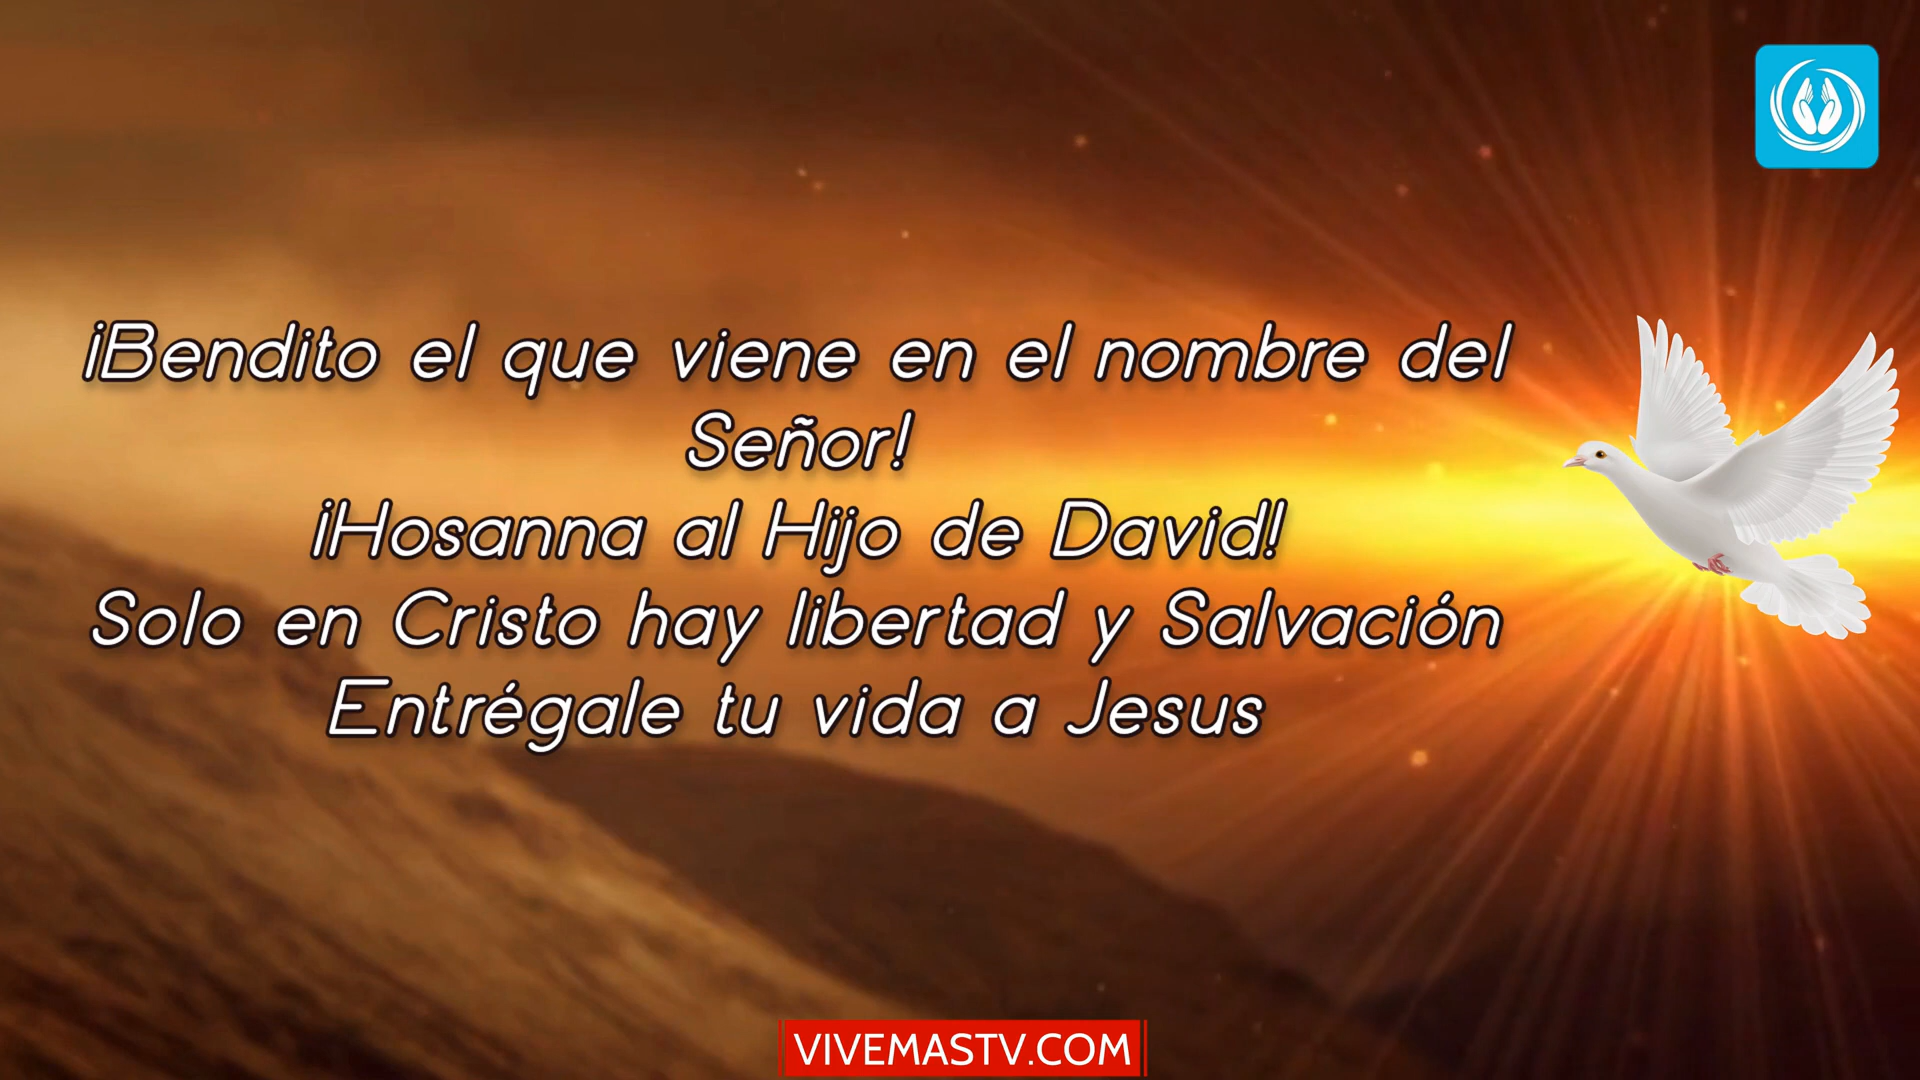 ¡Bendito el que viene en el nombre del
Señor!
¡Hosanna al Hijo de David!
Solo en Cristo hay libertad y Salvación
Entrégale tu vida a Jesus
VIVEMASTV.COM